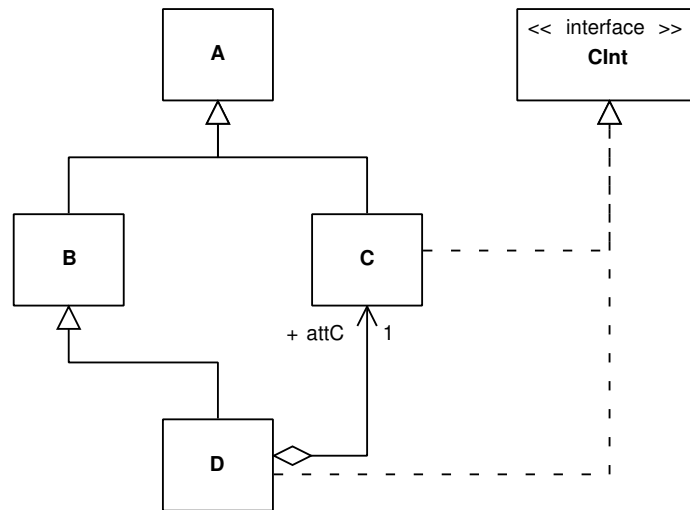 A
<< interface >>
CInt
B
C
+ attC
1
D